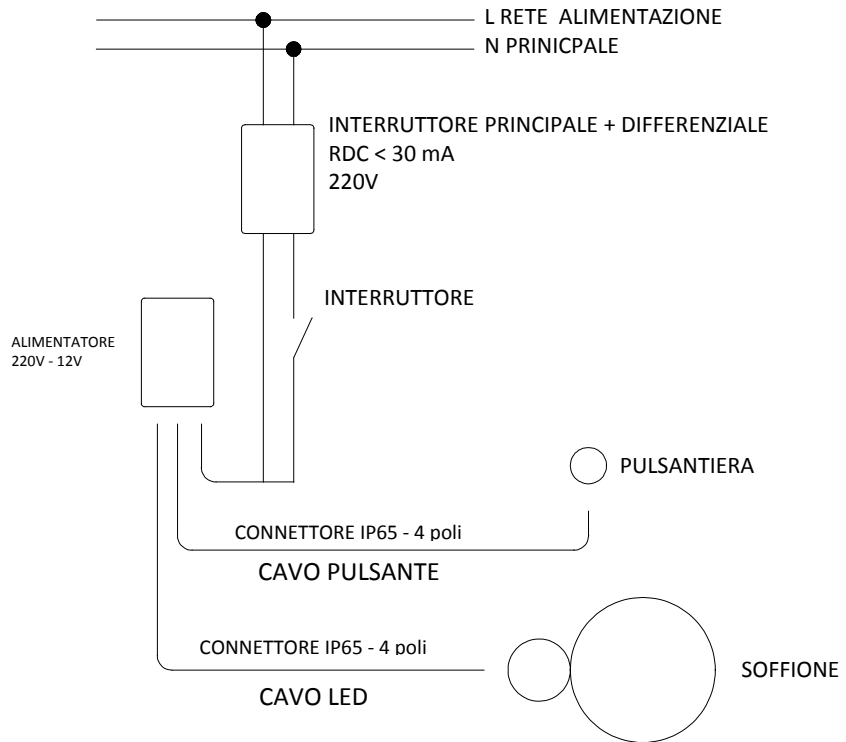 L RETE ALIMENTAZIONE
N PRINICPALE
INTERRUTTORE PRINCIPALE + DIFFERENZIALE
RDC < 30 mA
220V
INTERRUTTORE
ALIMENTATORE
220V - 12V
PULSANTIERA
CONNETTORE IP65 - 4 poli
CAVO PULSANTE
CONNETTORE IP65 - 4 poli
SOFFIONE
CAVO LED